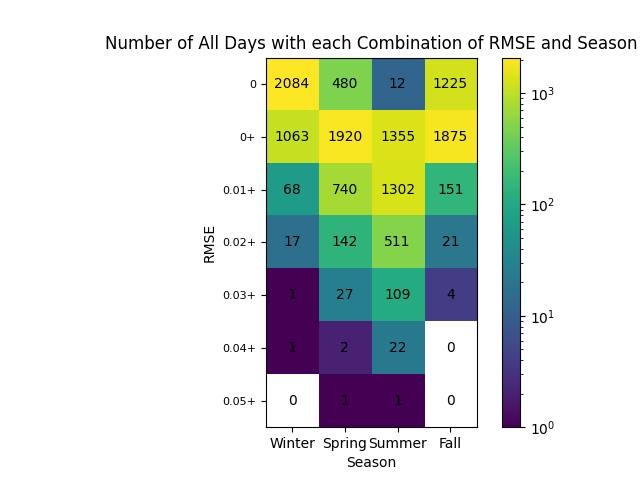 Number of All Days with each Combination of RMSE and Season
0 2084 480 12 1225
0+ 1063 1920 1355 1875
0.01+ 68 740 1302 151
0.02+ 17 142 511 21
0.03+ 1 27 109 4
0.04+ 1 2 22 0
0.05+ 0 1 1 0
Winter Spring Summer Fall
Season
RMSE
10³
10²
10¹
10⁰